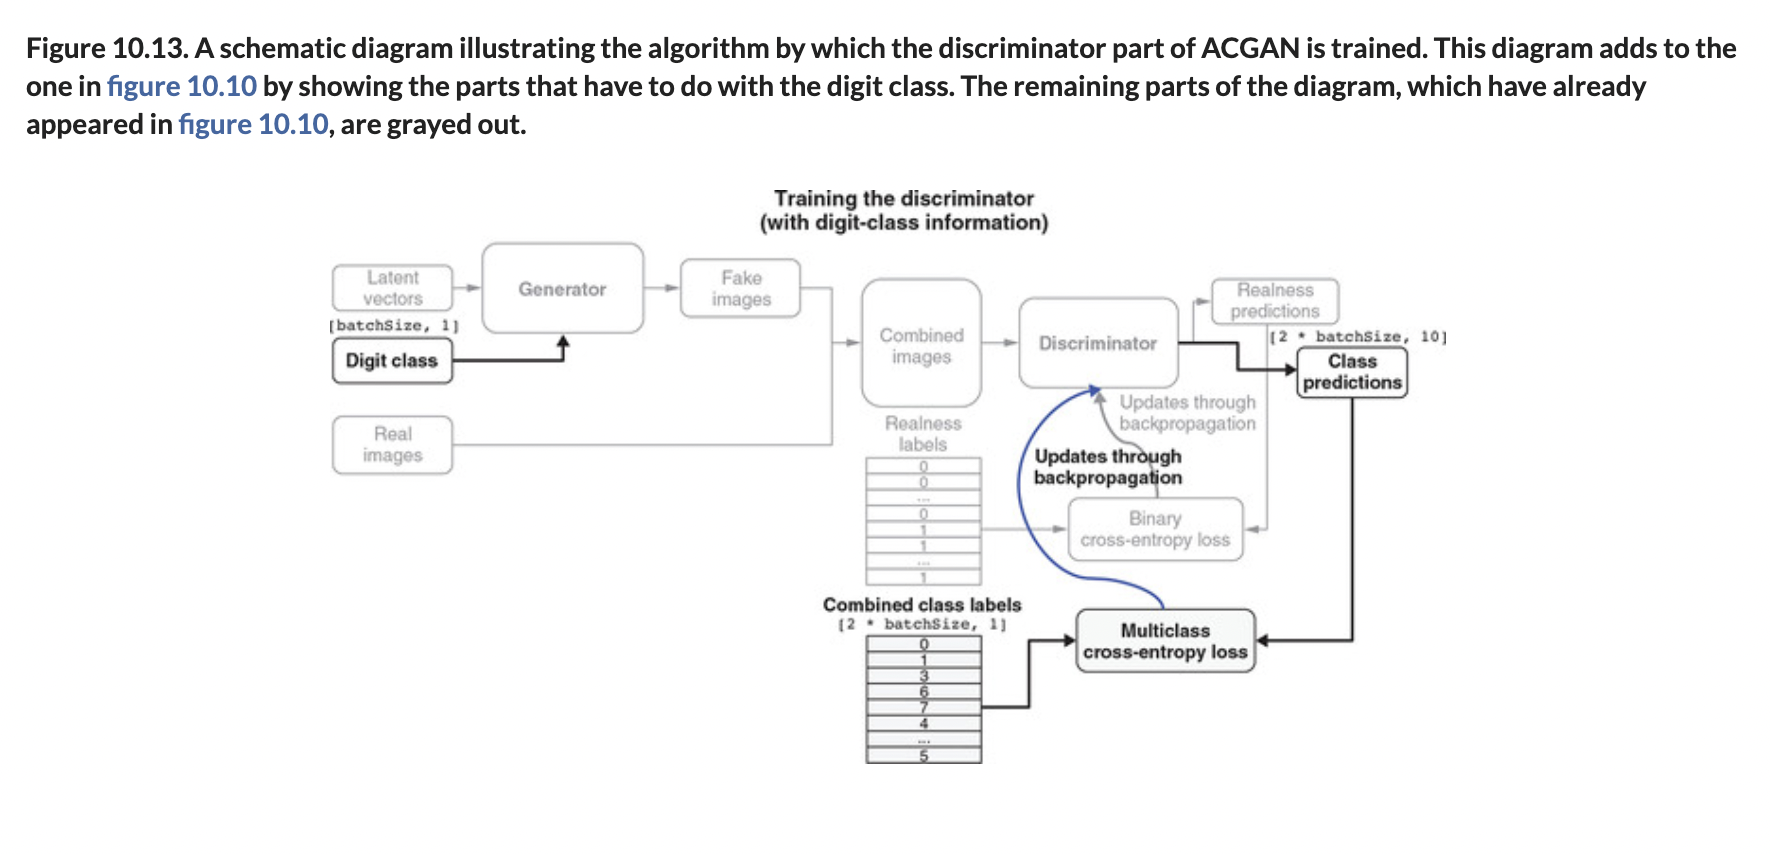 Figure 10.13. A schematic diagram illustrating the algorithm by which the discriminator part of ACGAN is trained. This diagram adds to the
one in figure 10.10 by showing the parts that have to do with the digit class. The remaining parts of the diagram, which have already
appeared in figure 10.10, are grayed out.
Training the discriminator
(with digit-class information)
Latent
vectors
Generator
Fake
images
[batchSize, 1]
Digit class
Real
images
Combined
images
Discriminator
Realness
predictions
[2 * batchSize, 10]
Class
predictions
Updates through
backpropagation
Updates through
backpropagation
Realness
labels
0
0
...
0
1
1
...
1
Binary
cross-entropy loss
Combined class labels
[2 * batchSize, 1]
0
1
3
6
7
4
...
5
Multiclass
cross-entropy loss